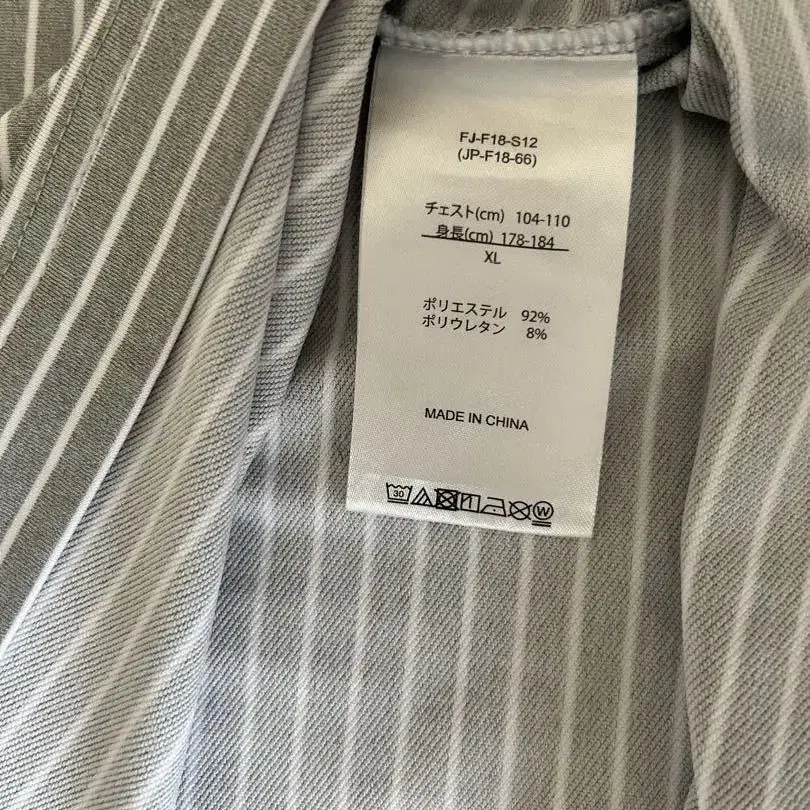 FJ-F18-S12
(JP-F18-66)
チェスト(cm) 104-110
身長(cm) 178-184
XL
ポリエステル 92%
ポリウレタン 8%
MADE IN CHINA
30 W